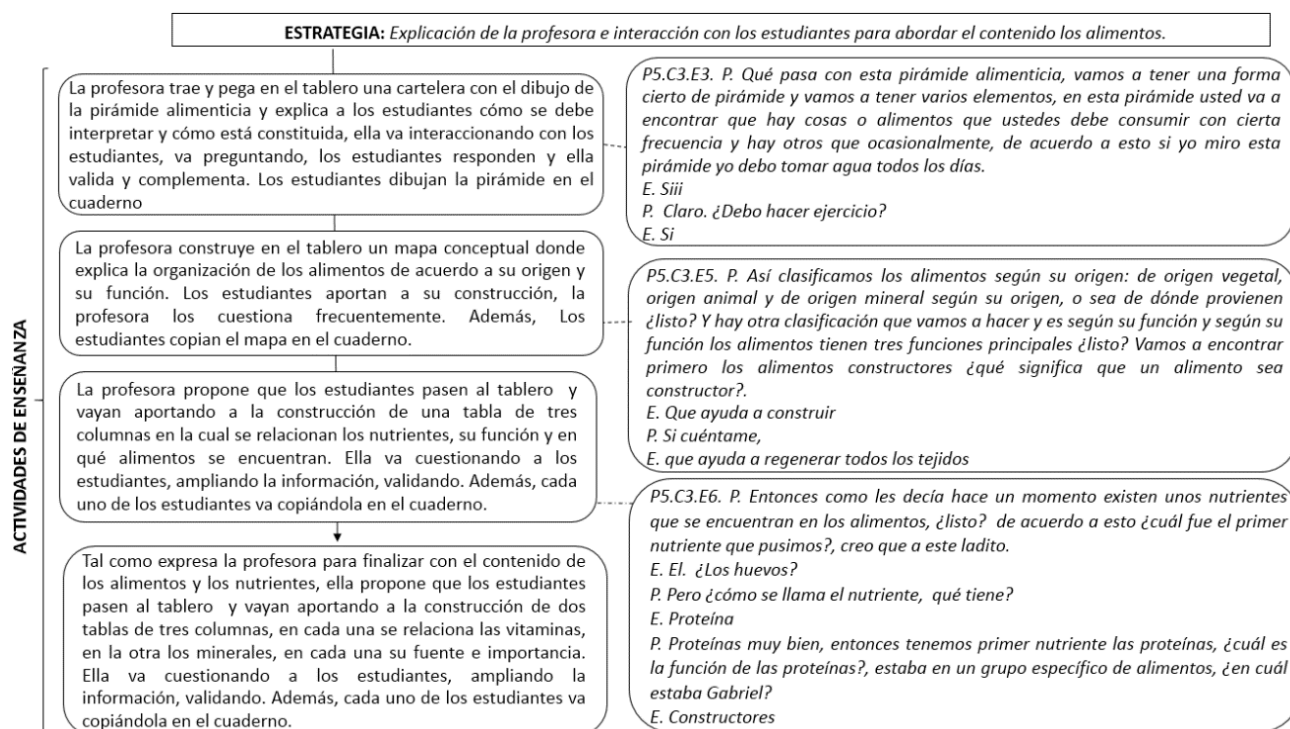 ESTRATEGIA: Explicación de la profesora e interacción con los estudiantes para abordar el contenido los alimentos.
ACTIVIDADES DE ENSEÑANZA
La profesora trae y pega en el tablero una cartelera con el dibujo de
la pirámide alimenticia y explica a los estudiantes cómo se debe
interpretar y cómo está constituida, ella va interaccionando con los
estudiantes, va preguntando, los estudiantes responden y ella
valida y complementa. Los estudiantes dibujan la pirámide en el
cuaderno
P5.C3.E3. P. Qué pasa con esta pirámide alimenticia, vamos a tener una forma
cierto de pirámide y vamos a tener varios elementos, en esta pirámide usted va a
encontrar que hay cosas o alimentos que ustedes debe consumir con cierta
frecuencia y hay otros que ocasionalmente, de acuerdo a esto si yo miro esta
pirámide yo debo tomar agua todos los días.
E. Siii
P. Claro. ¿Debo hacer ejercicio?
E. Si
La profesora construye en el tablero un mapa conceptual donde
explica la organización de los alimentos de acuerdo a su origen y
su función. Los estudiantes aportan a su construcción, la
profesora los cuestiona frecuentemente. Además, Los
estudiantes copian el mapa en el cuaderno.
P5.C3.E5. P. Así clasificamos los alimentos según su origen: de origen vegetal,
origen animal y de origen mineral según su origen, o sea de dónde provienen
¿listo? Y hay otra clasificación que vamos a hacer y es según su función y según su
función los alimentos tienen tres funciones principales ¿listo? Vamos a encontrar
primero los alimentos constructores ¿qué significa que un alimento sea
constructor?.
E. Que ayuda a construir
P. Si cuéntame,
E. que ayuda a regenerar todos los tejidos
La profesora propone que los estudiantes pasen al tablero y
vayan aportando a la construcción de una tabla de tres
columnas en la cual se relacionan los nutrientes, su función y en
qué alimentos se encuentran. Ella va cuestionando a los
estudiantes, ampliando la información, validando. Además, cada
uno de los estudiantes va copiándola en el cuaderno.
P5.C3.E6. P. Entonces como les decía hace un momento existen unos nutrientes
que se encuentran en los alimentos, ¿listo? de acuerdo a esto ¿cuál fue el primer
nutriente que pusimos?, creo que a este ladito.
E. El. ¿Los huevos?
P. Pero ¿cómo se llama el nutriente, qué tiene?
E. Proteína
P. Proteínas muy bien, entonces tenemos primer nutriente las proteínas, ¿cuál es
la función de las proteínas?, estaba en un grupo específico de alimentos, ¿en cuál
estaba Gabriel?
E. Constructores
Tal como expresa la profesora para finalizar con el contenido de
los alimentos y los nutrientes, ella propone que los estudiantes
pasen al tablero y vayan aportando a la construcción de dos
tablas de tres columnas, en cada una se relaciona las vitaminas,
en la otra los minerales, en cada una su fuente e importancia.
Ella va cuestionando a los estudiantes, ampliando la
información, validando. Además, cada uno de los estudiantes va
copiándola en el cuaderno.